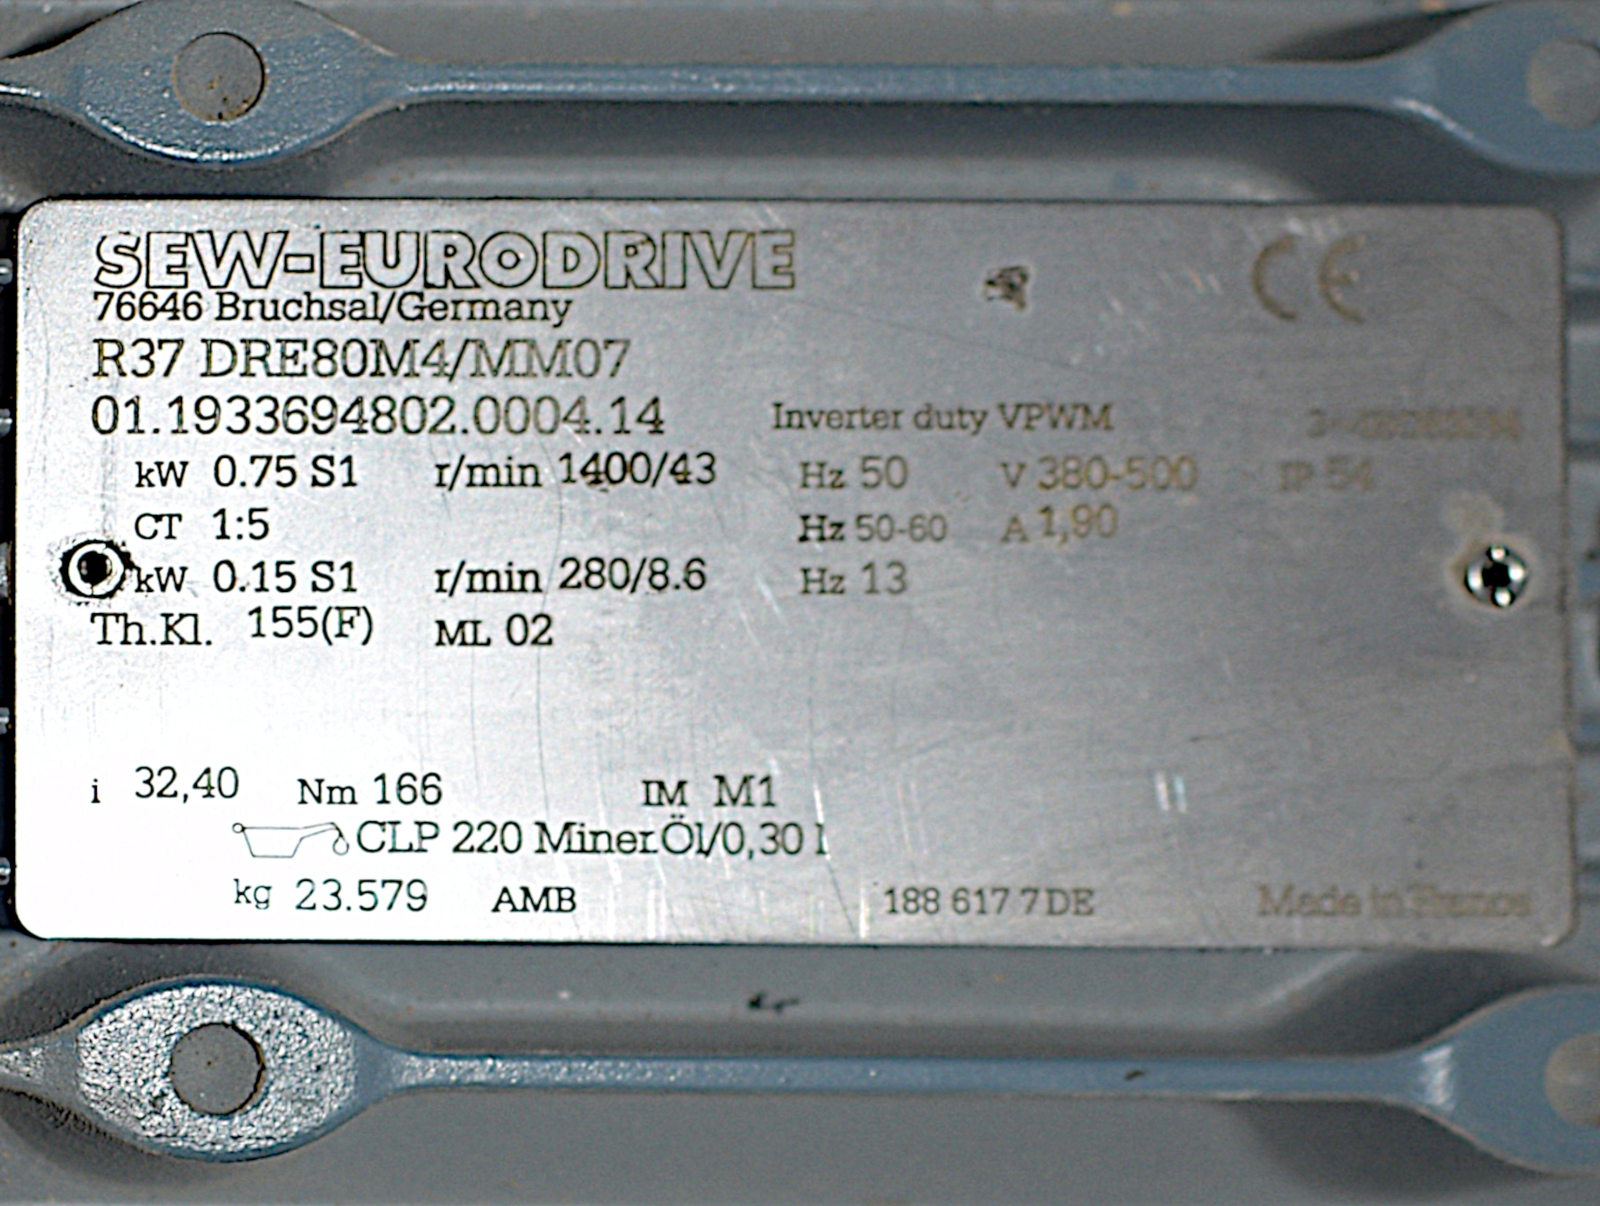 SEW-EURODRIVE CE
76646 Bruchsal/Germany
R37 DRE80M4/MM07
01.1933694802.0004.14 Inverter duty VPWM
kW 0.75 S1 r/min 1400/43 Hz 50 V 380-500 IP 54
CT 1:5 Hz 50-60 A 1,90
kW 0.15 S1 r/min 280/8.6 Hz 13
Th.Kl. 155(F) ML 02
i 32,40 Nm 166 IM M1
CLP 220 Miner.Öl/0,30 l
kg 23.579 AMB 188 617 7 DE Made in France